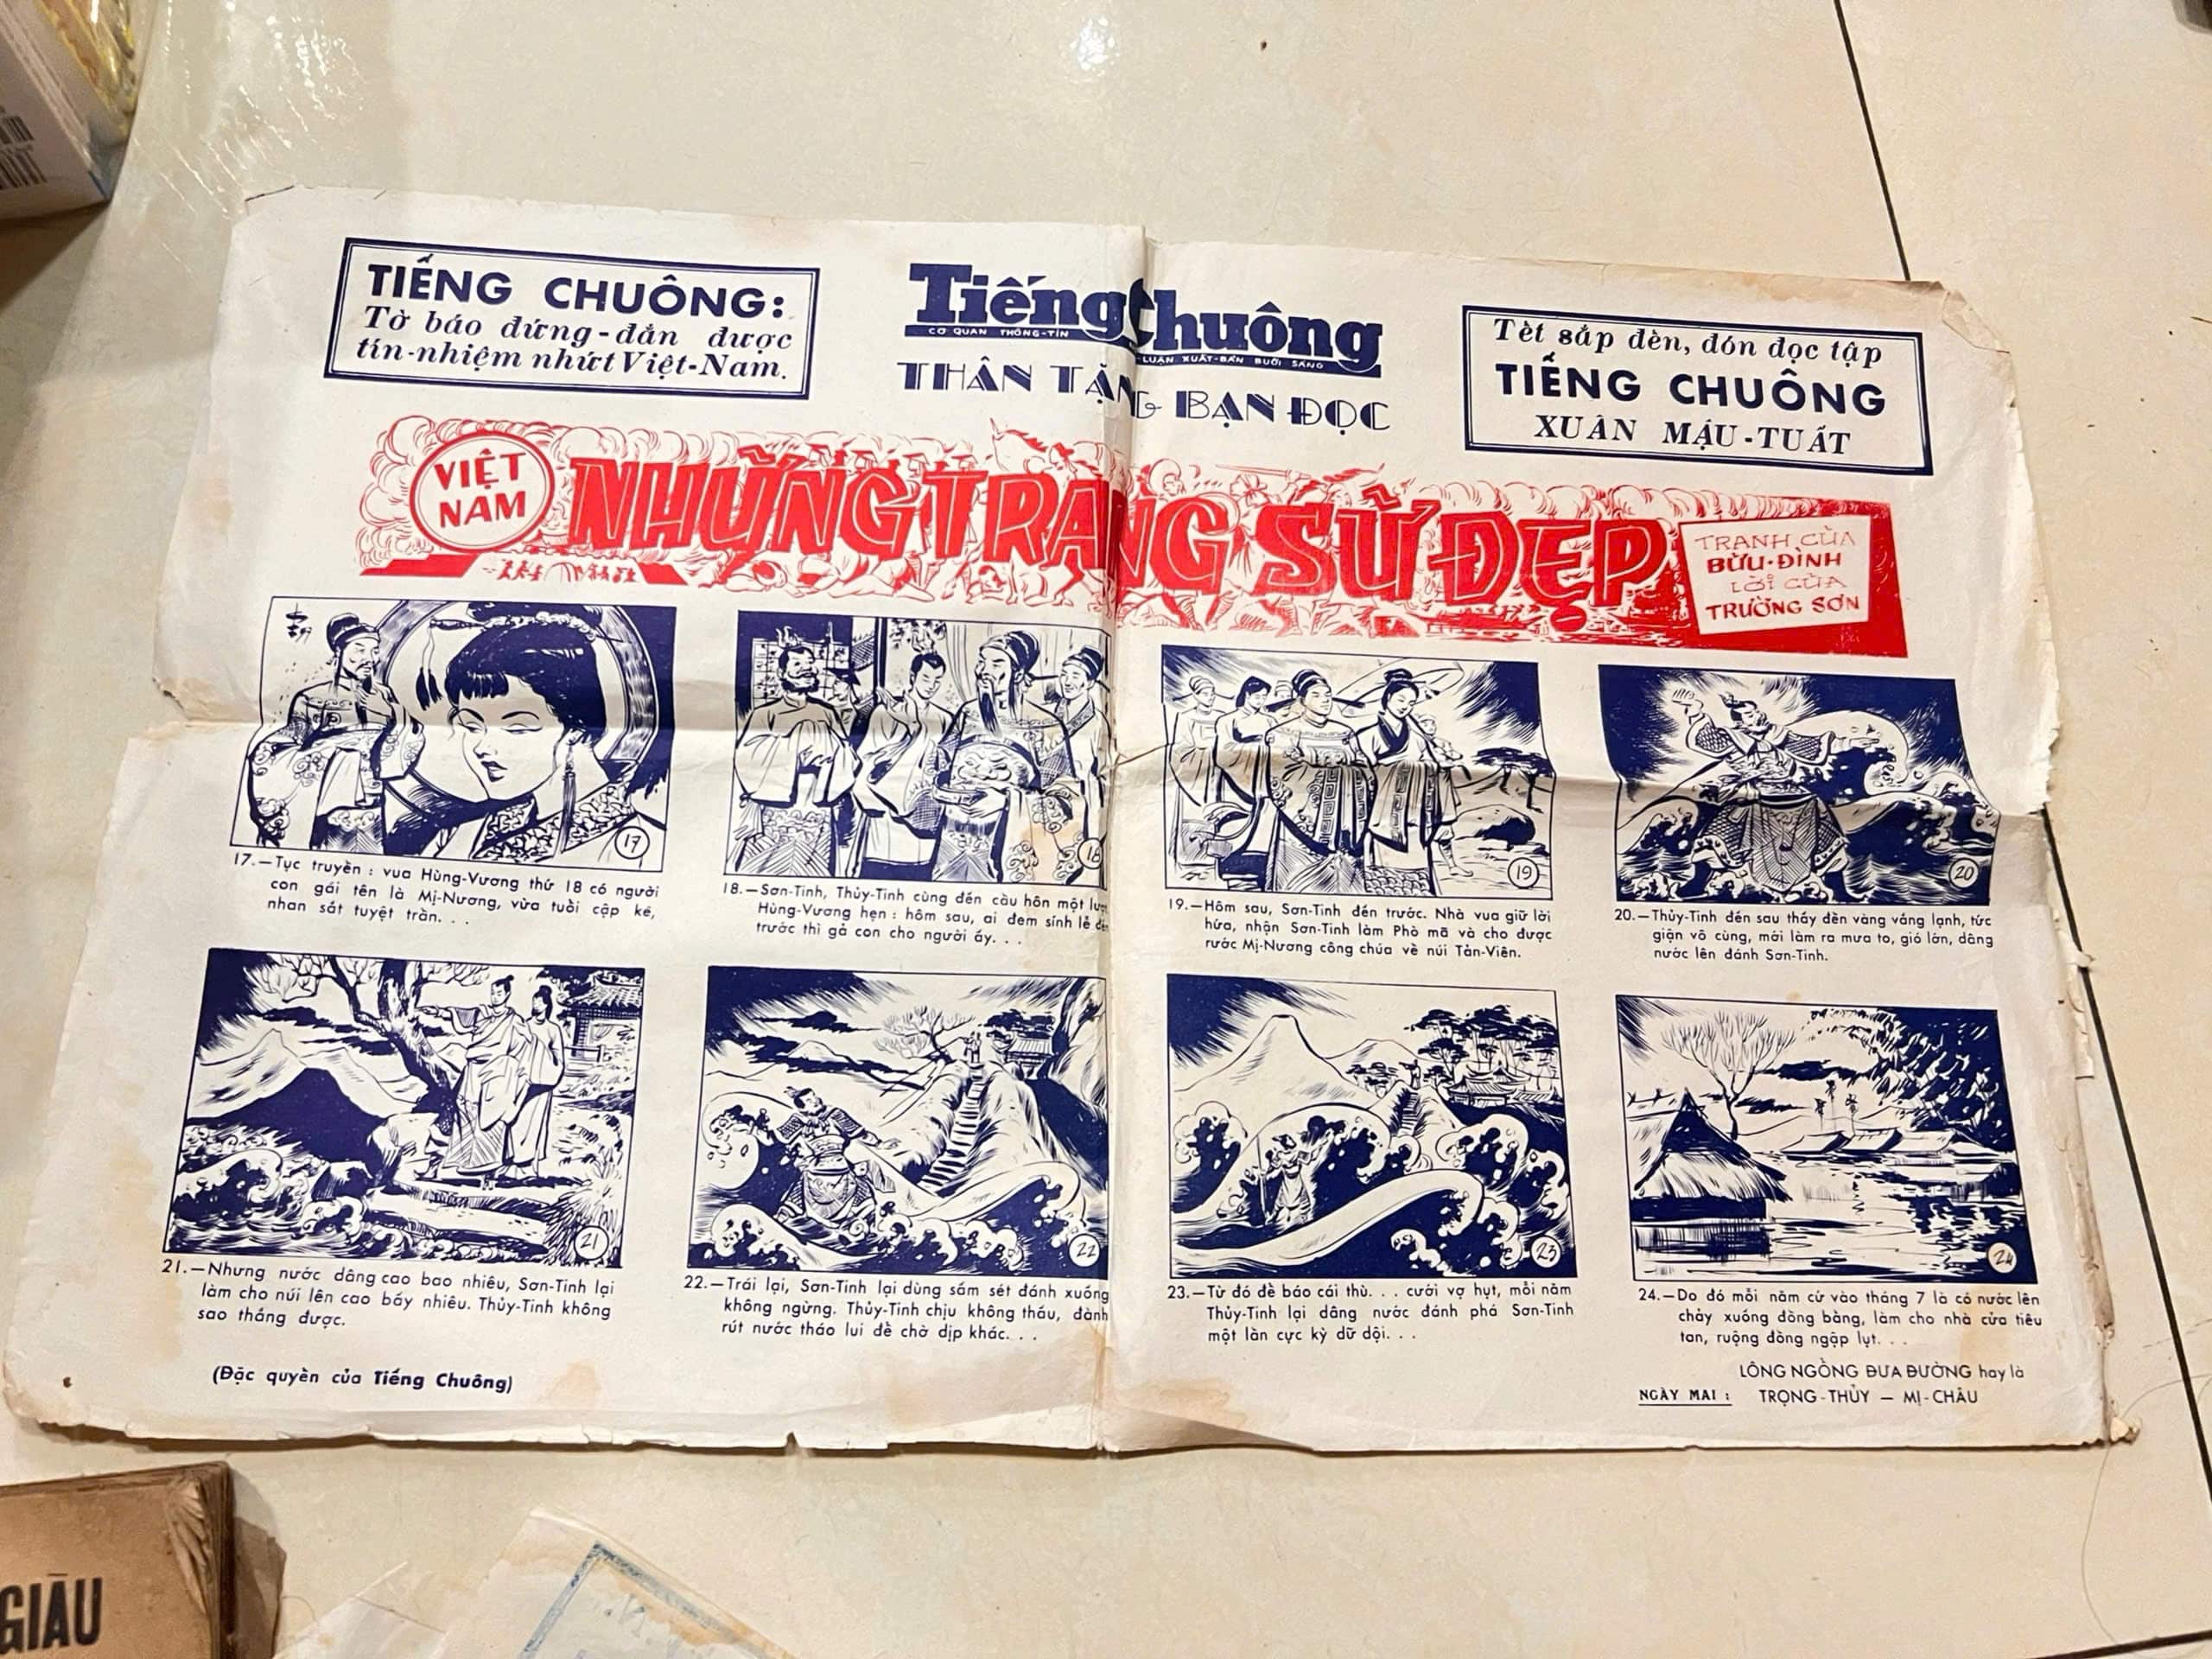 TIẾNG CHUÔNG:
Tờ báo đứng-đắn được
tín-nhiệm nhứt Việt-Nam.
Tiếng Chuông
CƠ QUAN THÔNG-TIN
LUẬN XUẤT-BẢN BUỔI SÁNG
THÂN TẶNG BẠN ĐỌC
Tết sắp đến, đón đọc tập
TIẾNG CHUÔNG
XUÂN MẬU-TUẤT
VIỆT
NAM
NHỮNG TRANG SỬ ĐẸP
TRANH CỦA
BỬU-ĐÌNH
LỜI CỦA
TRƯỜNG SƠN
17
17.—Tục truyền : vua Hùng-Vương thứ 18 có người
con gái tên là Mị-Nương, vừa tuổi cập kê,
nhan sắt tuyệt trần. . .
18
18.—Sơn-Tinh, Thủy-Tinh cùng đến cầu hôn một
Hùng-Vương hẹn : hôm sau, ai đem sính lễ
trước thì gả con cho người ấy. . .
19
19.—Hôm sau, Sơn-Tinh đến trước. Nhà vua giữ lời
hứa, nhận Sơn-Tinh làm Phò mã và cho được
rước Mị-Nương công chúa về núi Tản-Viên.
20
20.—Thủy-Tinh đến sau thấy đền vàng vắng lạnh, tức
giận vô cùng, mới làm ra mưa to, gió lớn, dâng
nước lên đánh Sơn-Tinh.
21
21.—Nhưng nước dâng cao bao nhiêu, Sơn-Tinh lại
làm cho núi lên cao bấy nhiêu. Thủy-Tinh không
sao thắng được.
22
22.—Trái lại, Sơn-Tinh lại dùng sấm sét đánh xuống
không ngừng. Thủy-Tinh chịu không thấu, đành
rút nước tháo lui để chờ dịp khác. . .
23
23.—Từ đó để báo cái thù. . . cưới vợ hụt, mỗi năm
Thủy-Tinh lại dâng nước đánh phá Sơn-Tinh
một lần cực kỳ dữ dội. . .
24
24.—Do đó mỗi năm cứ vào tháng 7 là có nước lên
chảy xuống đồng bằng, làm cho nhà cửa tiêu
tan, ruộng đồng ngập lụt. . .
(Đặc quyền của Tiếng Chuông)
LÔNG NGỖNG ĐƯA ĐƯỜNG hay là
NGÀY MAI : TRỌNG-THỦY — MỊ-CHÂU
GIÀU